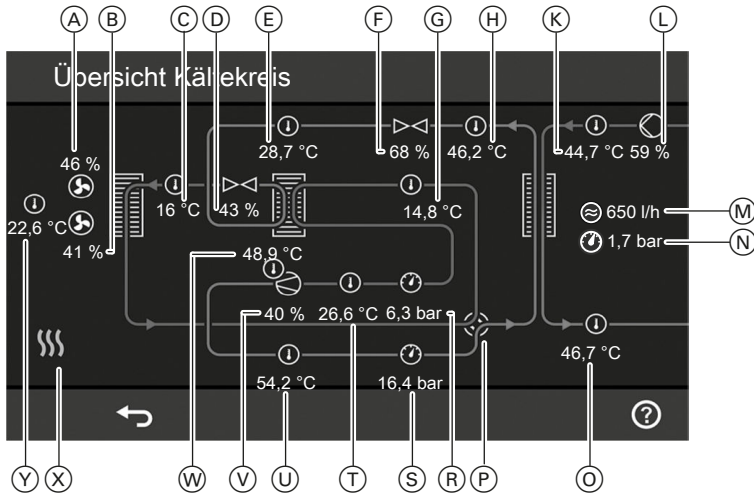 A B C D E F G H K L
Übersicht Kältekreis
46 % 28,7 °C 68 % 46,2 °C 44,7 °C 59 %
22,6 °C 16 °C 43 % 14,8 °C 650 l/h M
41 % 48,9 °C 1,7 bar N
40 % 26,6 °C 6,3 bar
46,7 °C
54,2 °C 16,4 bar
?
Y X W V U T S R P O